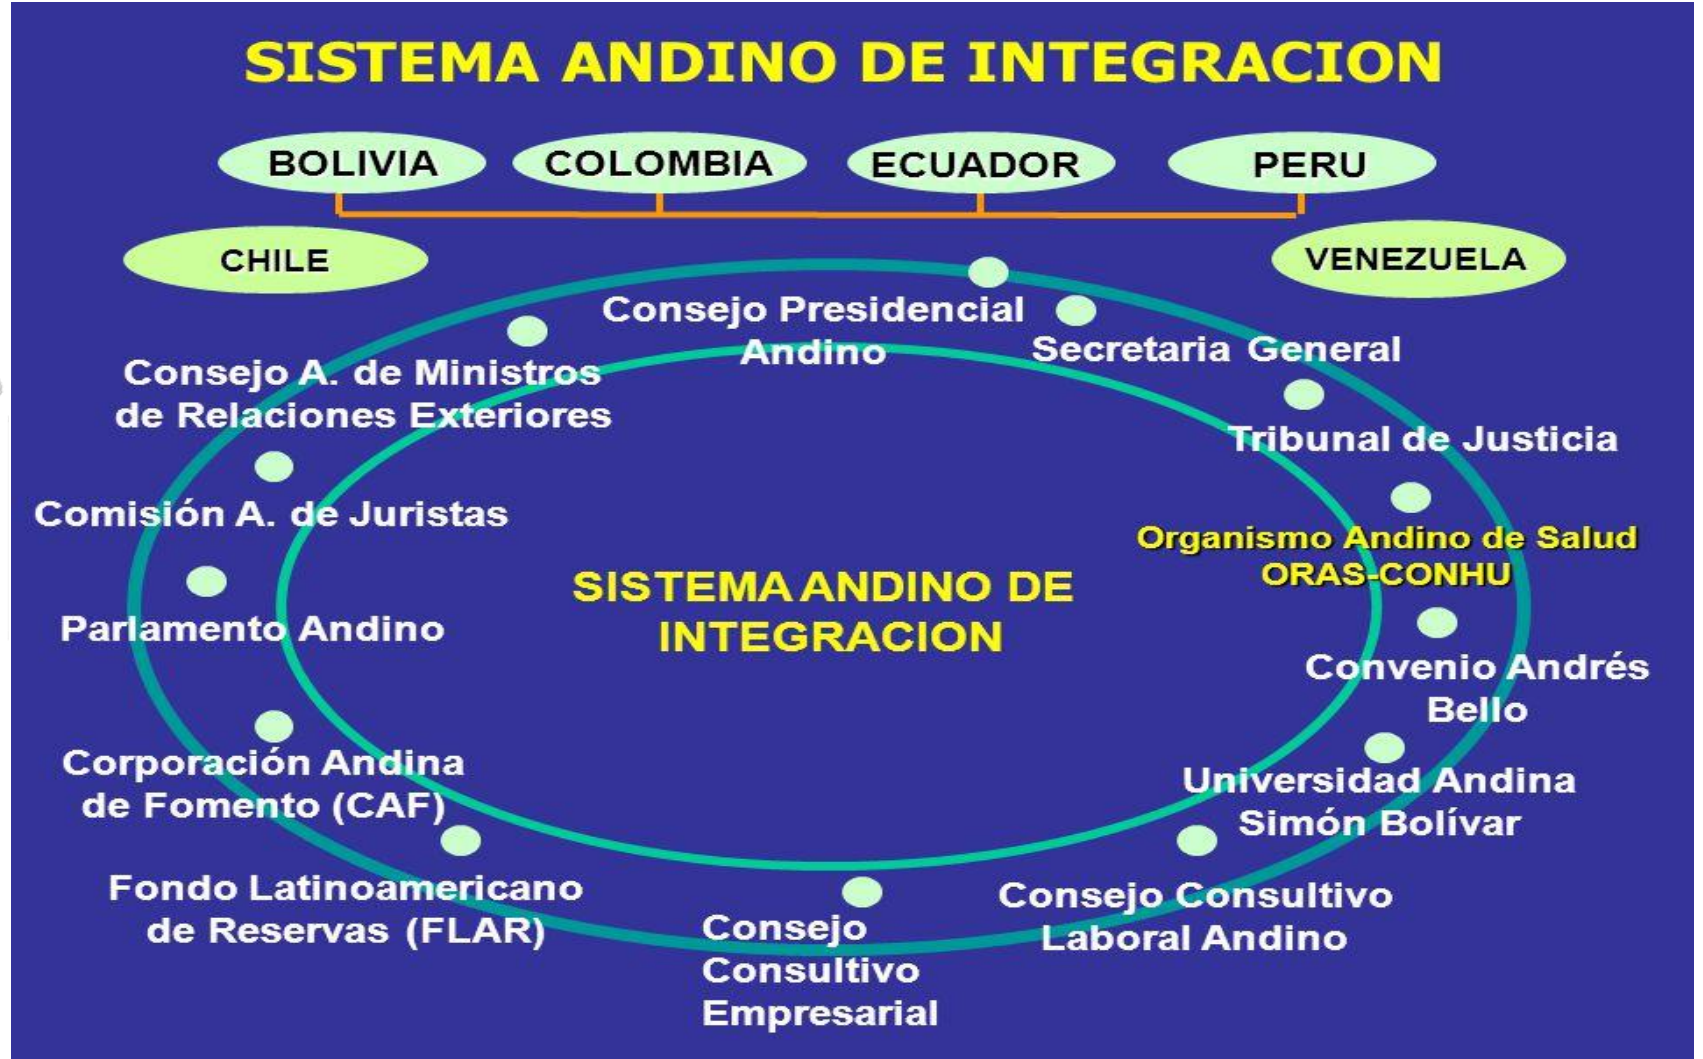 SISTEMA ANDINO DE INTEGRACION
BOLIVIA
COLOMBIA
ECUADOR
PERU
CHILE
VENEZUELA
Consejo Presidencial
Andino
Secretaria General
Consejo A. de Ministros
de Relaciones Exteriores
Tribunal de Justicia
Comisión A. de Juristas
Organismo Andino de Salud
ORAS-CONHU
Parlamento Andino
SISTEMA ANDINO DE
INTEGRACION
Convenio Andrés
Bello
Corporación Andina
de Fomento (CAF)
Universidad Andina
Simón Bolívar
Fondo Latinoamericano
de Reservas (FLAR)
Consejo
Consultivo
Empresarial
Consejo Consultivo
Laboral Andino